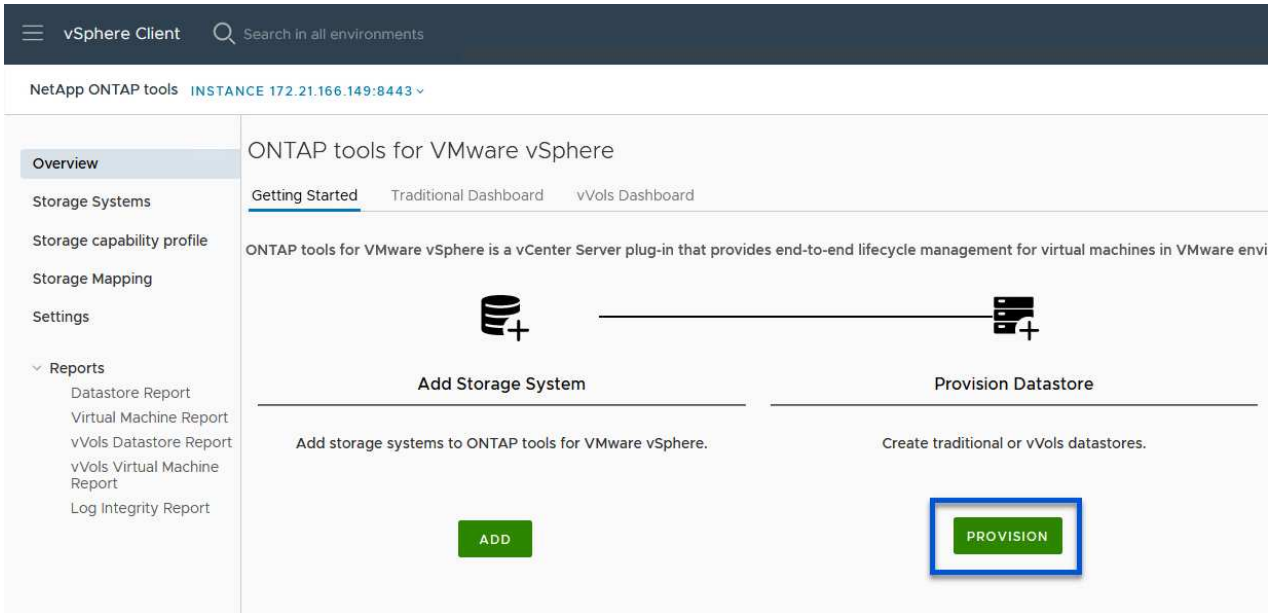 vSphere Client
Search in all environments
NetApp ONTAP tools INSTANCE 172.21.166.149:8443
Overview
Storage Systems
Storage capability profile
Storage Mapping
Settings
Reports
Datastore Report
Virtual Machine Report
vVols Datastore Report
vVols Virtual Machine
Report
Log Integrity Report
ONTAP tools for VMware vSphere
Getting Started Traditional Dashboard vVols Dashboard
ONTAP tools for VMware vSphere is a vCenter Server plug-in that provides end-to-end lifecycle management for virtual machines in VMware envi
Add Storage System
Add storage systems to ONTAP tools for VMware vSphere.
ADD
Provision Datastore
Create traditional or vVols datastores.
PROVISION